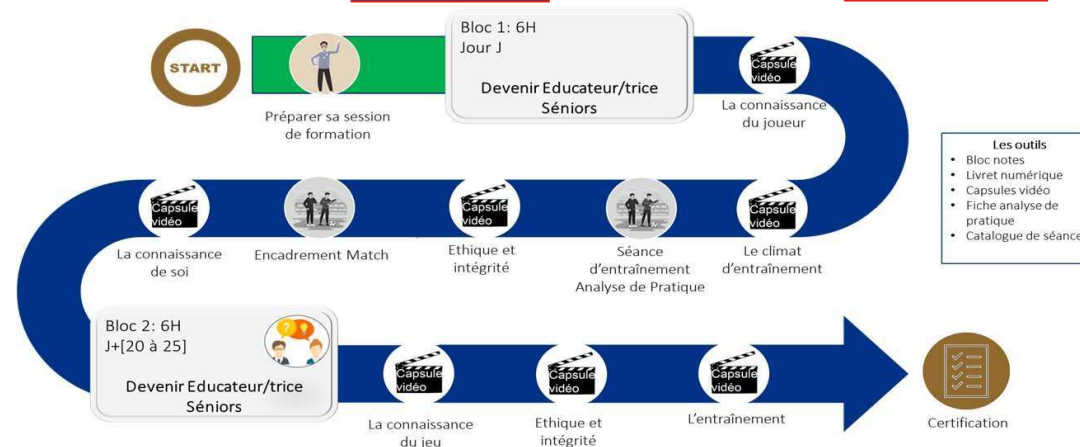 START
Préparer sa session
de formation
Bloc 1: 6H
Jour J
Devenir Educateur/trice
Séniors
Capsule
vidéo
La connaissance
du joueur
Les outils
• Bloc notes
• Livret numérique
• Capsules vidéo
• Fiche analyse de
pratique
• Catalogue de séance
Capsule
vidéo
La connaissance
de soi
Encadrement Match
Capsule
vidéo
Ethique et
intégrité
Séance
d'entraînement
Analyse de Pratique
Capsule
vidéo
Le climat
d'entraînement
Bloc 2: 6H
J+[20 à 25]
Devenir Educateur/trice
Séniors
Capsule
vidéo
La connaissance
du jeu
Capsule
vidéo
Ethique et
intégrité
Capsule
vidéo
L'entraînement
Certification